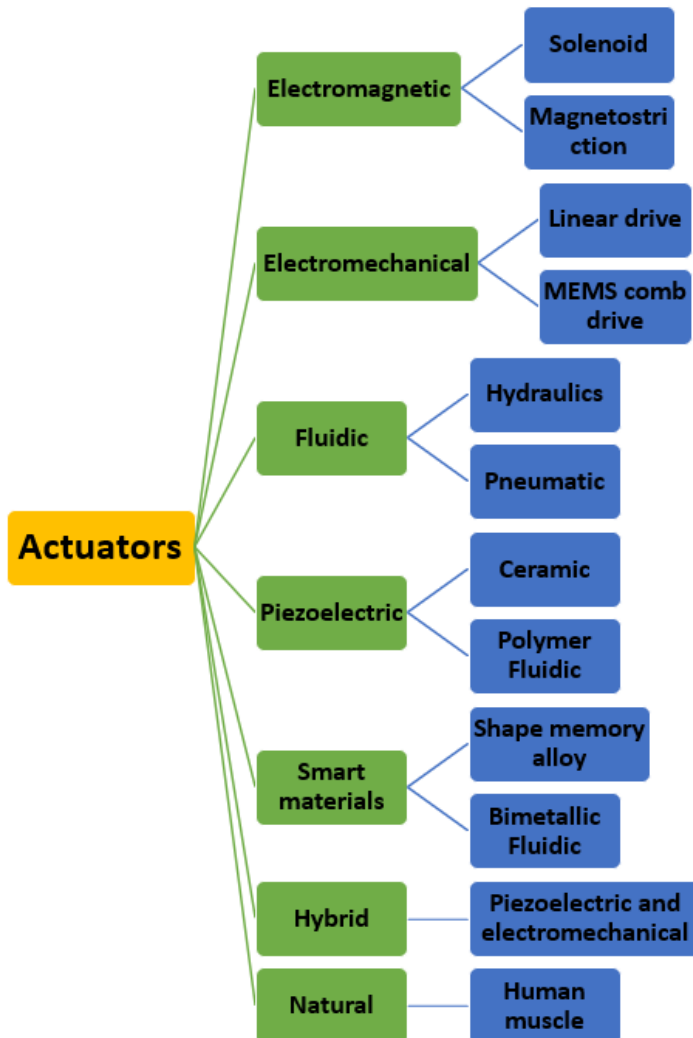 Solenoid
Electromagnetic
Magnetostri
ction
Linear drive
Electromechanical
MEMS comb
drive
Hydraulics
Fluidic
Pneumatic
Actuators
Ceramic
Piezoelectric
Polymer
Fluidic
Shape memory
alloy
Smart
materials
Bimetallic
Fluidic
Hybrid
Piezoelectric and
electromechanical
Natural
Human
muscle